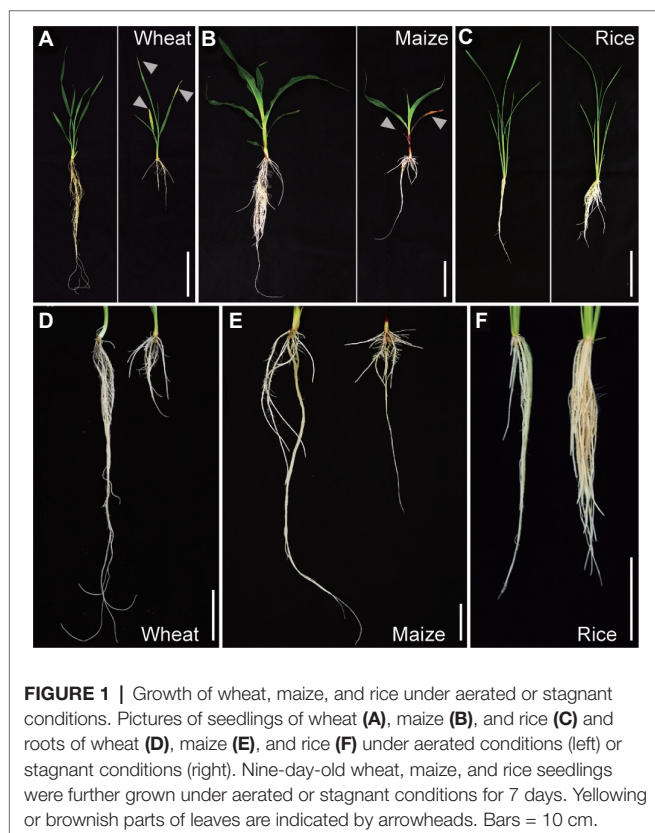 A Wheat B Maize C Rice
D E F
Wheat Maize Rice
FIGURE 1 | Growth of wheat, maize, and rice under aerated or stagnant
conditions. Pictures of seedlings of wheat (A), maize (B), and rice (C) and
roots of wheat (D), maize (E), and rice (F) under aerated conditions (left) or
stagnant conditions (right). Nine-day-old wheat, maize, and rice seedlings
were further grown under aerated or stagnant conditions for 7 days. Yellowing
or brownish parts of leaves are indicated by arrowheads. Bars = 10 cm.